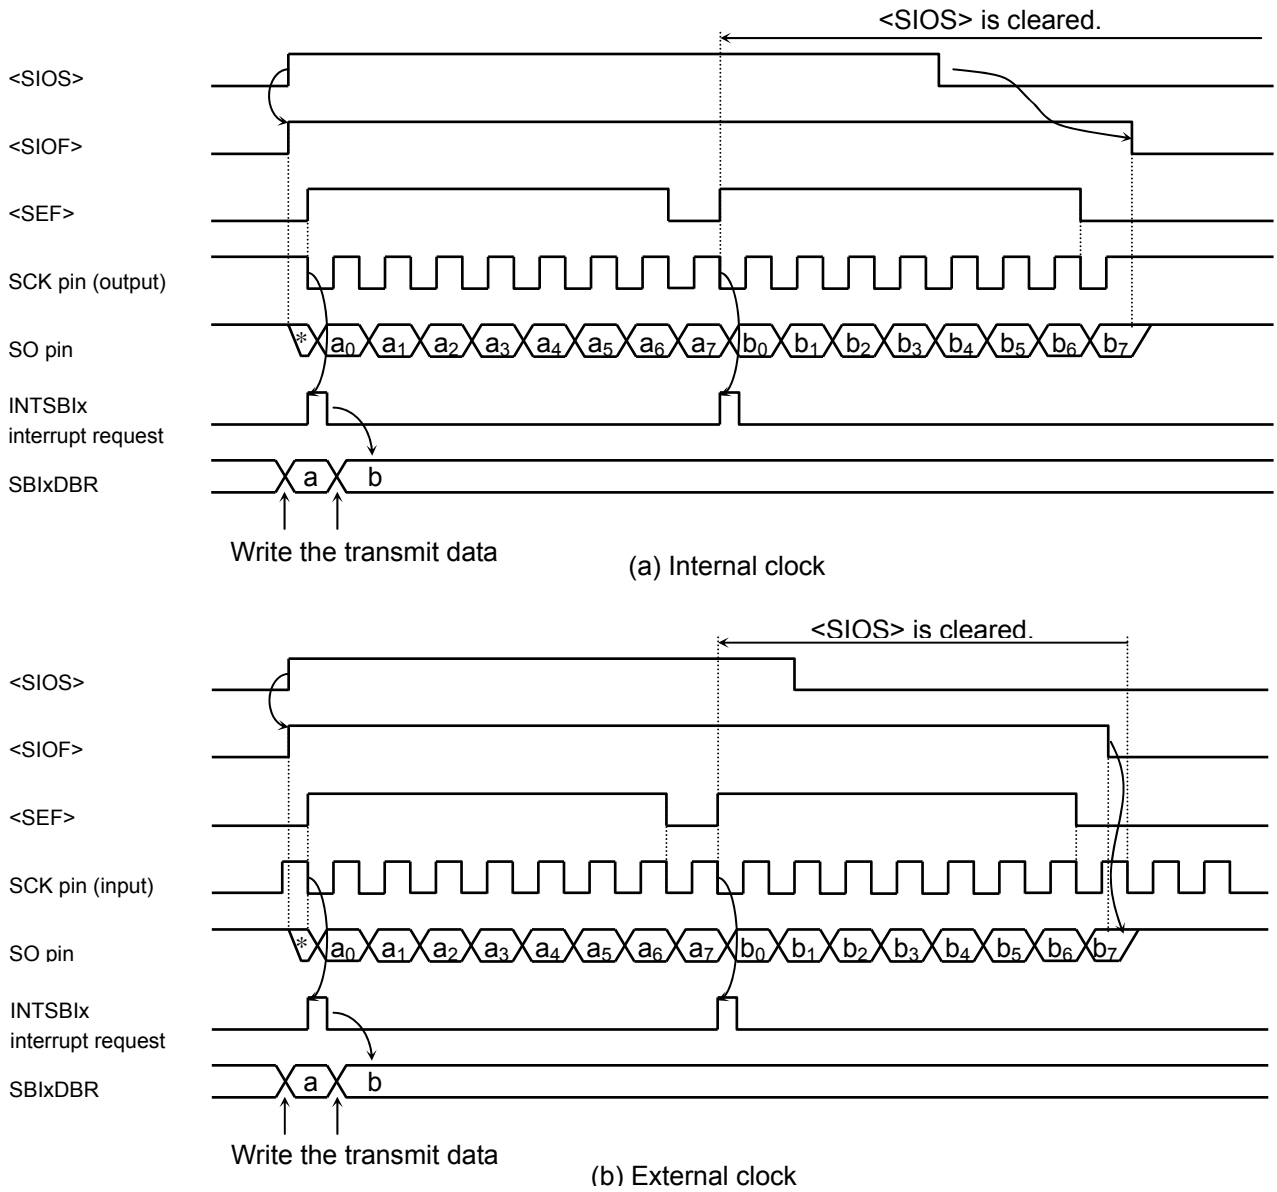 <SIOS> is cleared.
<SIOS>
<SIOF>
<SEF>
SCK pin (output)
SO pin
* a₀ a₁ a₂ a₃ a₄ a₅ a₆ a₇ b₀ b₁ b₂ b₃ b₄ b₅ b₆ b₇
INTSBIx
interrupt request
SBIxDBR
a b
Write the transmit data
(a) Internal clock
<SIOS> is cleared.
<SIOS>
<SIOF>
<SEF>
SCK pin (input)
SO pin
* a₀ a₁ a₂ a₃ a₄ a₅ a₆ a₇ b₀ b₁ b₂ b₃ b₄ b₅ b₆ b₇
INTSBIx
interrupt request
SBIxDBR
a b
Write the transmit data
(b) External clock